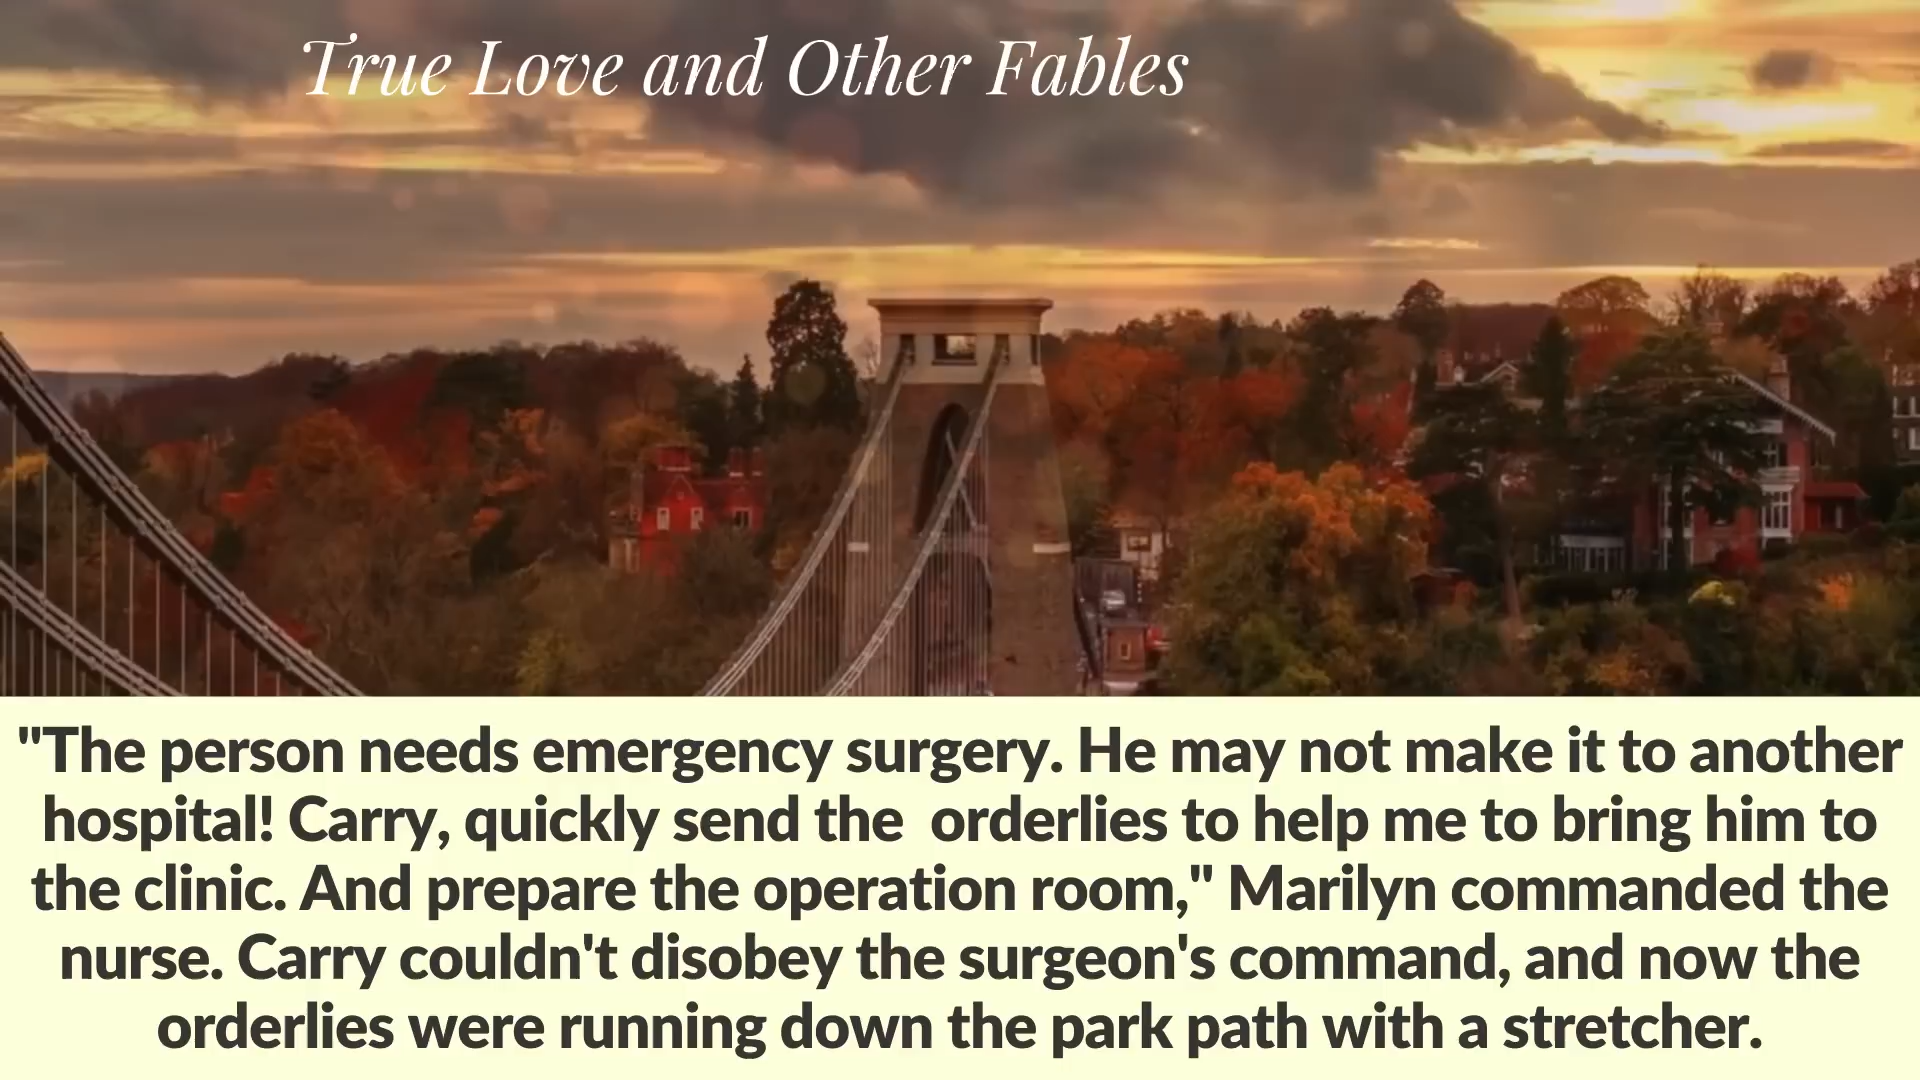 True Love and Other Fables
"The person needs emergency surgery. He may not make it to another
hospital! Carry, quickly send the  orderlies to help me to bring him to
the clinic. And prepare the operation room," Marilyn commanded the
nurse. Carry couldn't disobey the surgeon's command, and now the
orderlies were running down the park path with a stretcher.